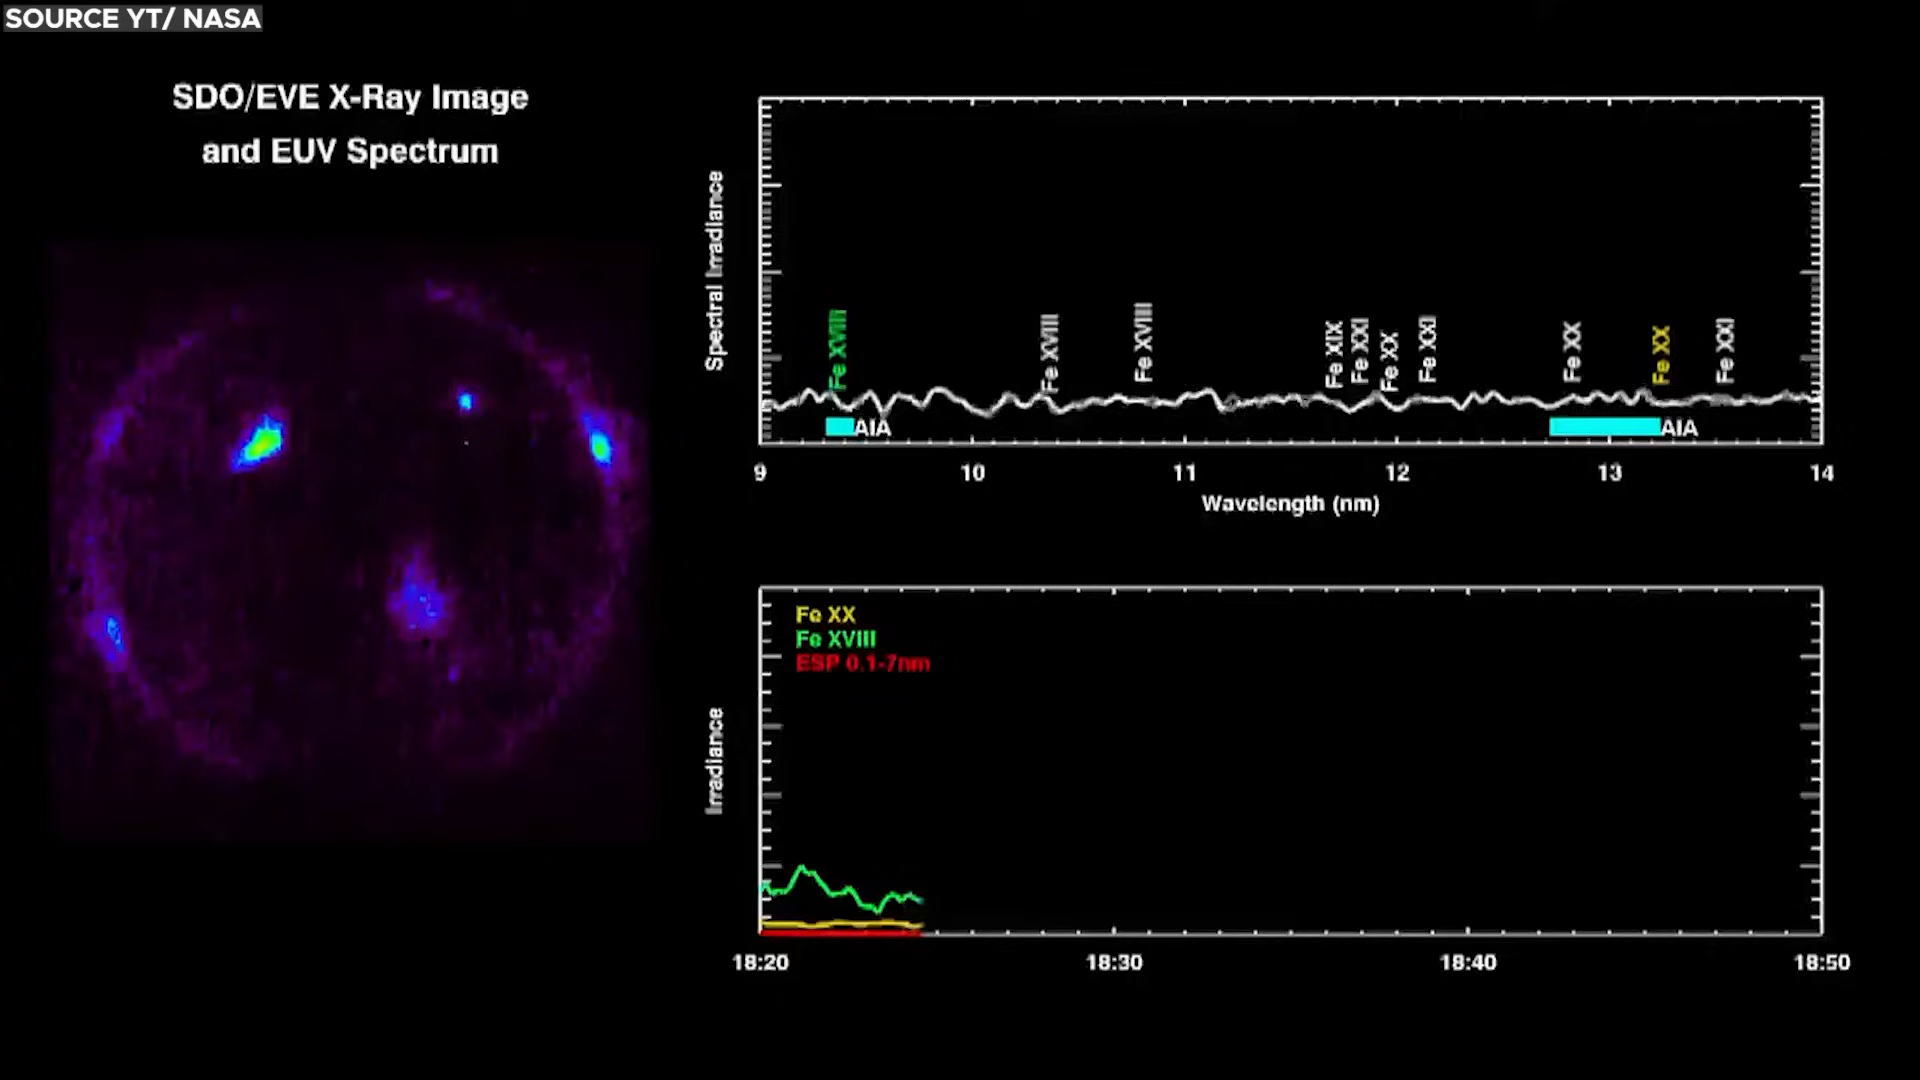 SOURCE YT/ NASA
SDO/EVE X-Ray Image
and EUV Spectrum
Spectral Irradiance
Fe XVIII
Fe XVIII
Fe XVIII
Fe XIX
Fe XXI
Fe XX
Fe XXI
Fe XX
Fe XX
Fe XXI
AIA
AIA
9
10
11
12
13
14
Wavelength (nm)
Fe XX
Fe XVIII
ESP 0.1-7nm
Irradiance
18:20
18:30
18:40
18:50